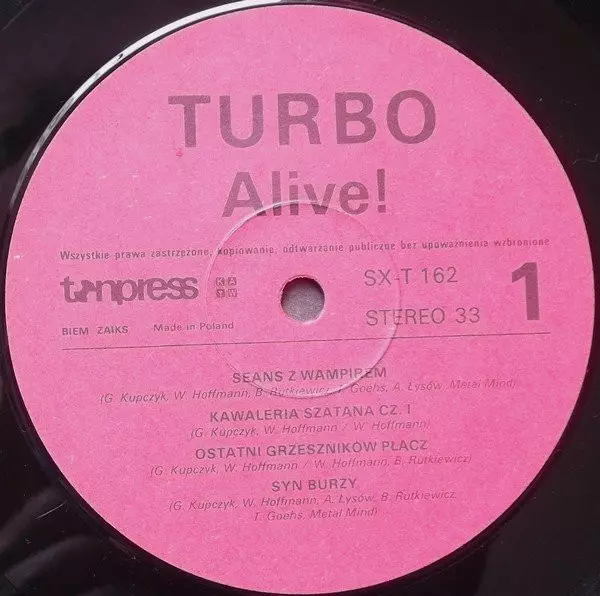 TURBO
Alive!
Wszystkie prawa zastrzeżone, kopiowanie, odtwarzanie publiczne bez upoważnienia wzbronione
tonpress KAW SX-T 162 1
BIEM ZAIKS Made in Poland STEREO 33
SEANS Z WAMPIREM
(G. Kupczyk, W. Hoffmann, B. Rutkiewicz, T. Goehs, A. Łysów, Metal Mind)
KAWALERIA SZATANA CZ. I
(G. Kupczyk, W. Hoffmann / W. Hoffmann)
OSTATNI GRZESZNIKÓW PŁACZ
(G. Kupczyk, W. Hoffmann / W. Hoffmann, B. Rutkiewicz)
SYN BURZY
(G. Kupczyk, W. Hoffmann, A. Łysów, B. Rutkiewicz,
T. Goehs, Metal Mind)